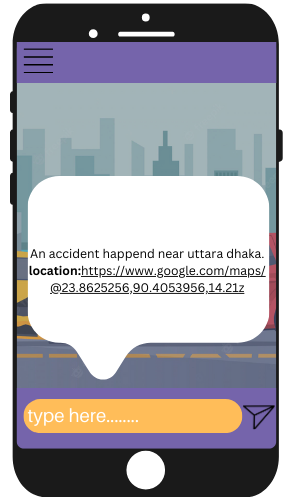 An accident happend near uttara dhaka.
location:https://www.google.com/maps/
@23.8625256,90.4053956,14.21z
type here........